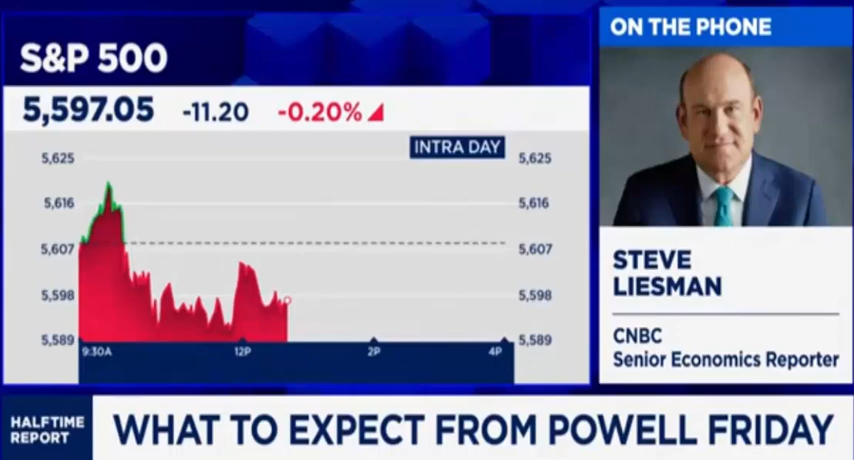 S&P 500
5,597.05 -11.20 -0.20%
INTRA DAY
5,625 5,625
5,616 5,616
5,607 5,607
5,598 5,598
5,589 5,589
9:30A 12P 2P 4P
ON THE PHONE
STEVE
LIESMAN
CNBC
Senior Economics Reporter
HALFTIME
REPORT
WHAT TO EXPECT FROM POWELL FRIDAY